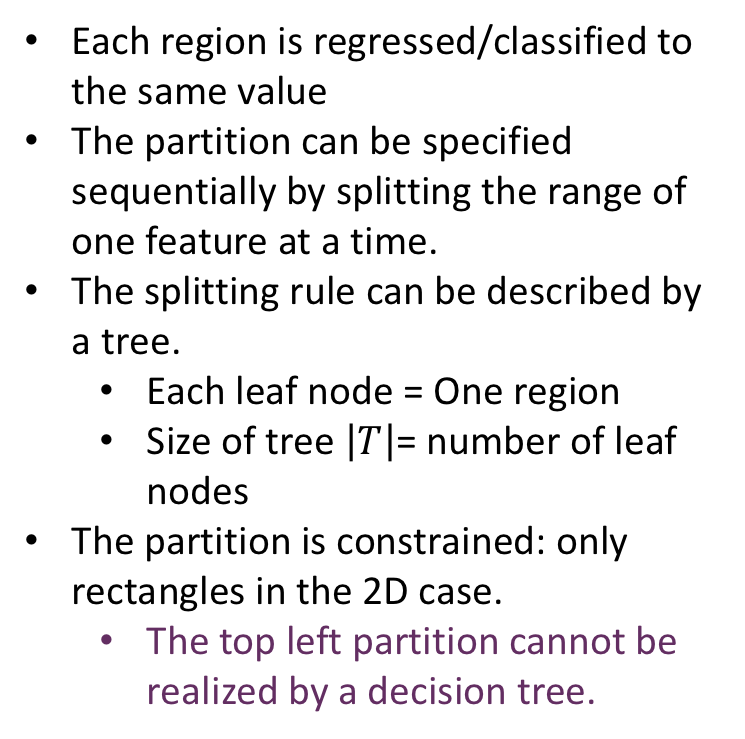 • Each region is regressed/classified to
the same value
• The partition can be specified
sequentially by splitting the range of
one feature at a time.
• The splitting rule can be described by
a tree.
• Each leaf node = One region
• Size of tree |T|= number of leaf
nodes
• The partition is constrained: only
rectangles in the 2D case.
• The top left partition cannot be
realized by a decision tree.